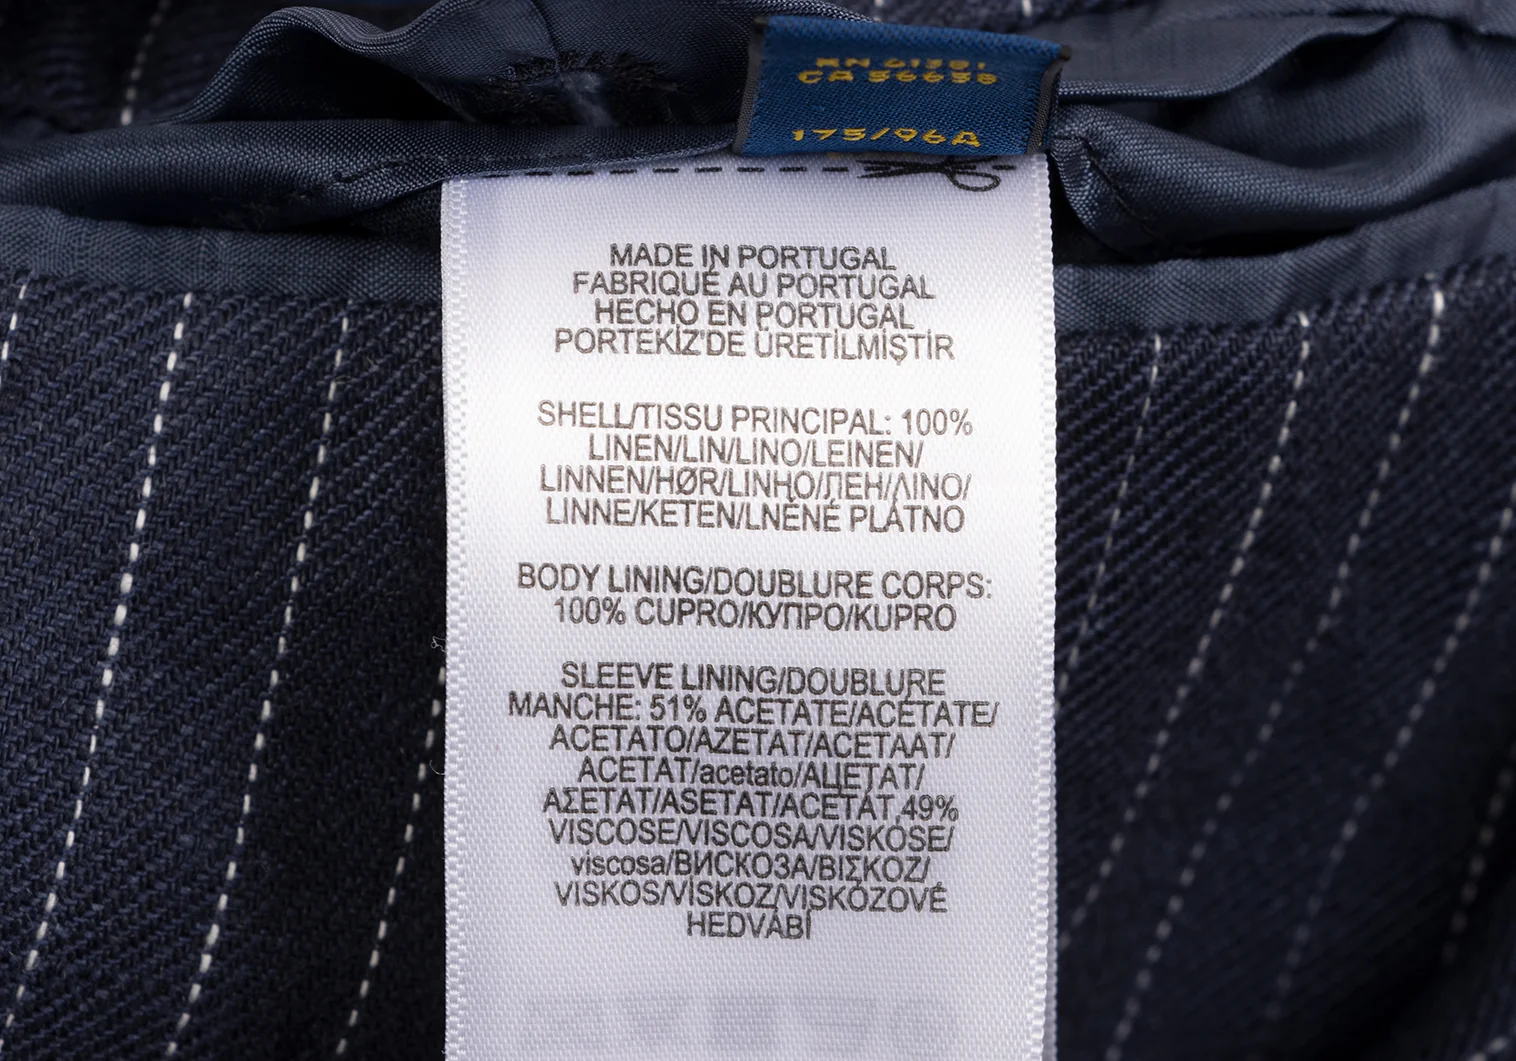 CA 56658
175/96A
MADE IN PORTUGAL
FABRIQUÉ AU PORTUGAL
HECHO EN PORTUGAL
PORTEKİZ'DE ÜRETİLMİŞTİR
SHELL/TISSU PRINCIPAL: 100%
LINEN/LIN/LINO/LEINEN/
LINNEN/HØR/LINHO/ЛЕН/ΛΙΝΟ/
LINNE/KETEN/LNĚNÉ PLÁTNO
BODY LINING/DOUBLURE CORPS:
100% CUPRO/КУПРО/KUPRO
SLEEVE LINING/DOUBLURE
MANCHE: 51% ACETATE/ACÉTATE/
ACETATO/AZETAT/ACETAAT/
ACETAT/acetato/АЦЕТАТ/
ΑΣΕΤΑΤ/ASETAT/ACETÁT,49%
VISCOSE/VISCOSA/VISKOSE/
viscosa/ВИСКОЗА/ΒΙΣΚΟΖ/
VISKOS/VİSKOZ/VISKÓZOVÉ
HEDVÁBÍ